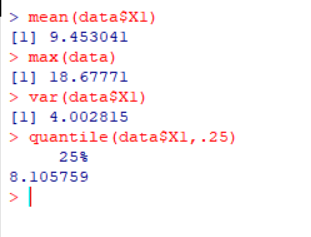 > mean(data$X1)
[1] 9.453041
> max(data)
[1] 18.67771
> var(data$X1)
[1] 4.002815
> quantile(data$X1,.25)
25%
8.105759
>